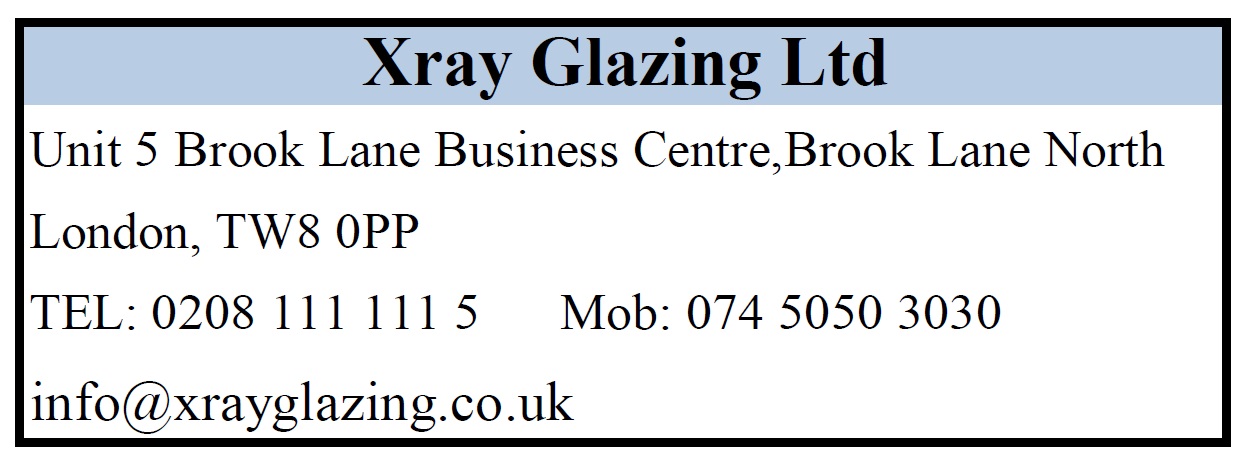 Xray Glazing Ltd
Unit 5 Brook Lane Business Centre,Brook Lane North
London, TW8 0PP
TEL: 0208 111 111 5 Mob: 074 5050 3030
info@xrayglazing.co.uk